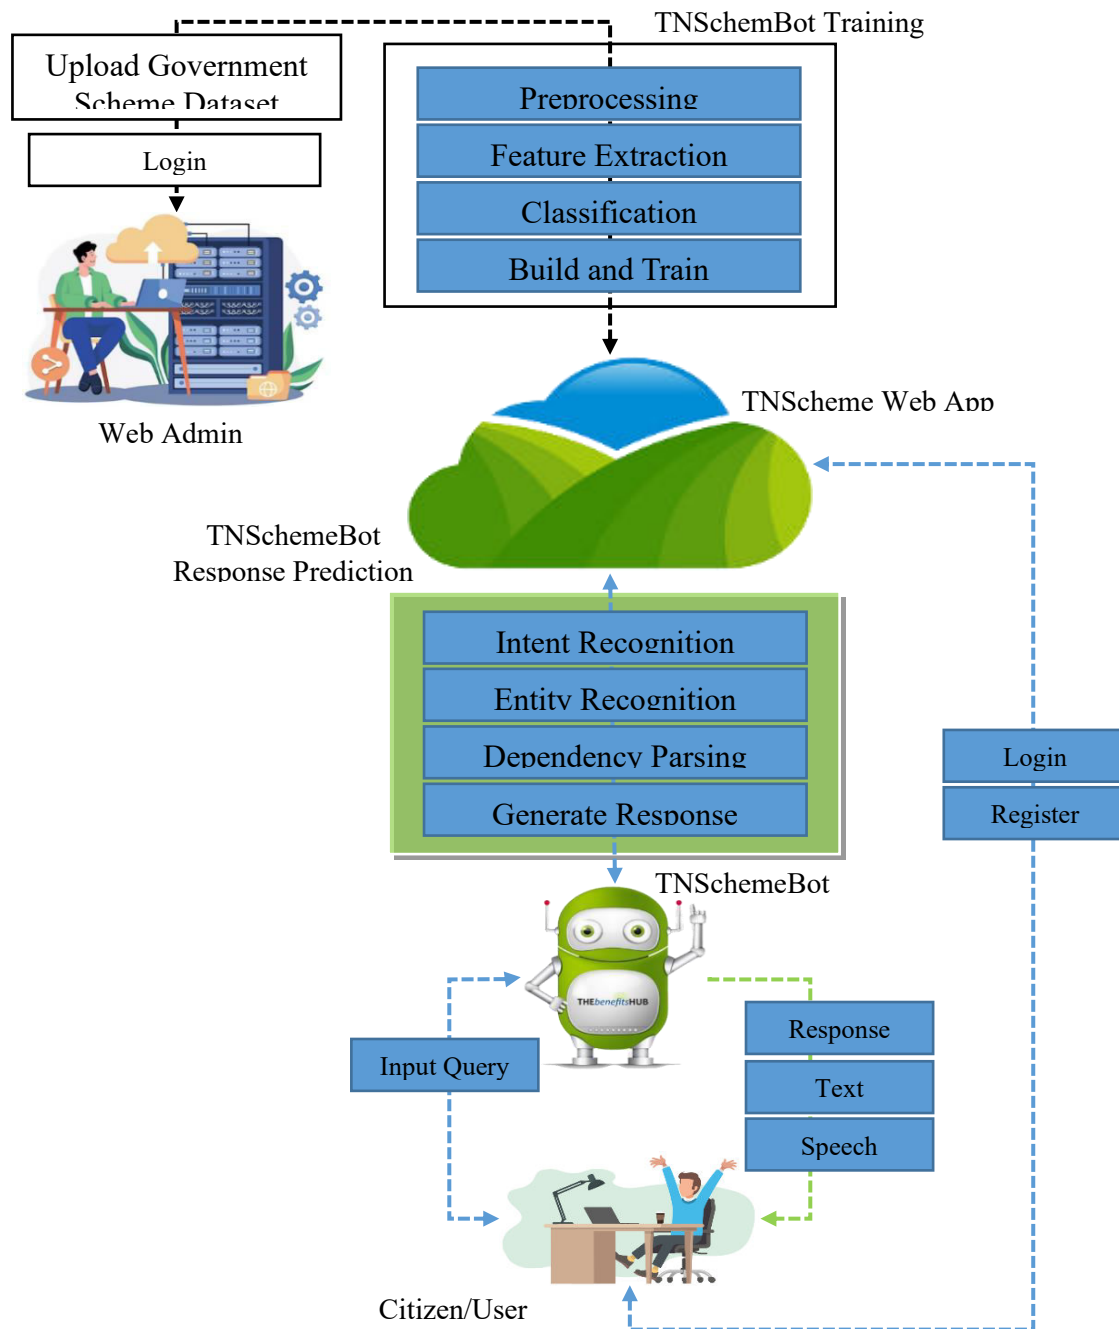 TNSchemBot Training
Upload Government
Scheme Dataset
Login
Web Admin
Preprocessing
Feature Extraction
Classification
Build and Train
TNScheme Web App
TNSchemeBot
Response Prediction
Intent Recognition
Entity Recognition
Dependency Parsing
Generate Response
Login
Register
TNSchemeBot
THEbenefitsHUB
Input Query
Response
Text
Speech
Citizen/User